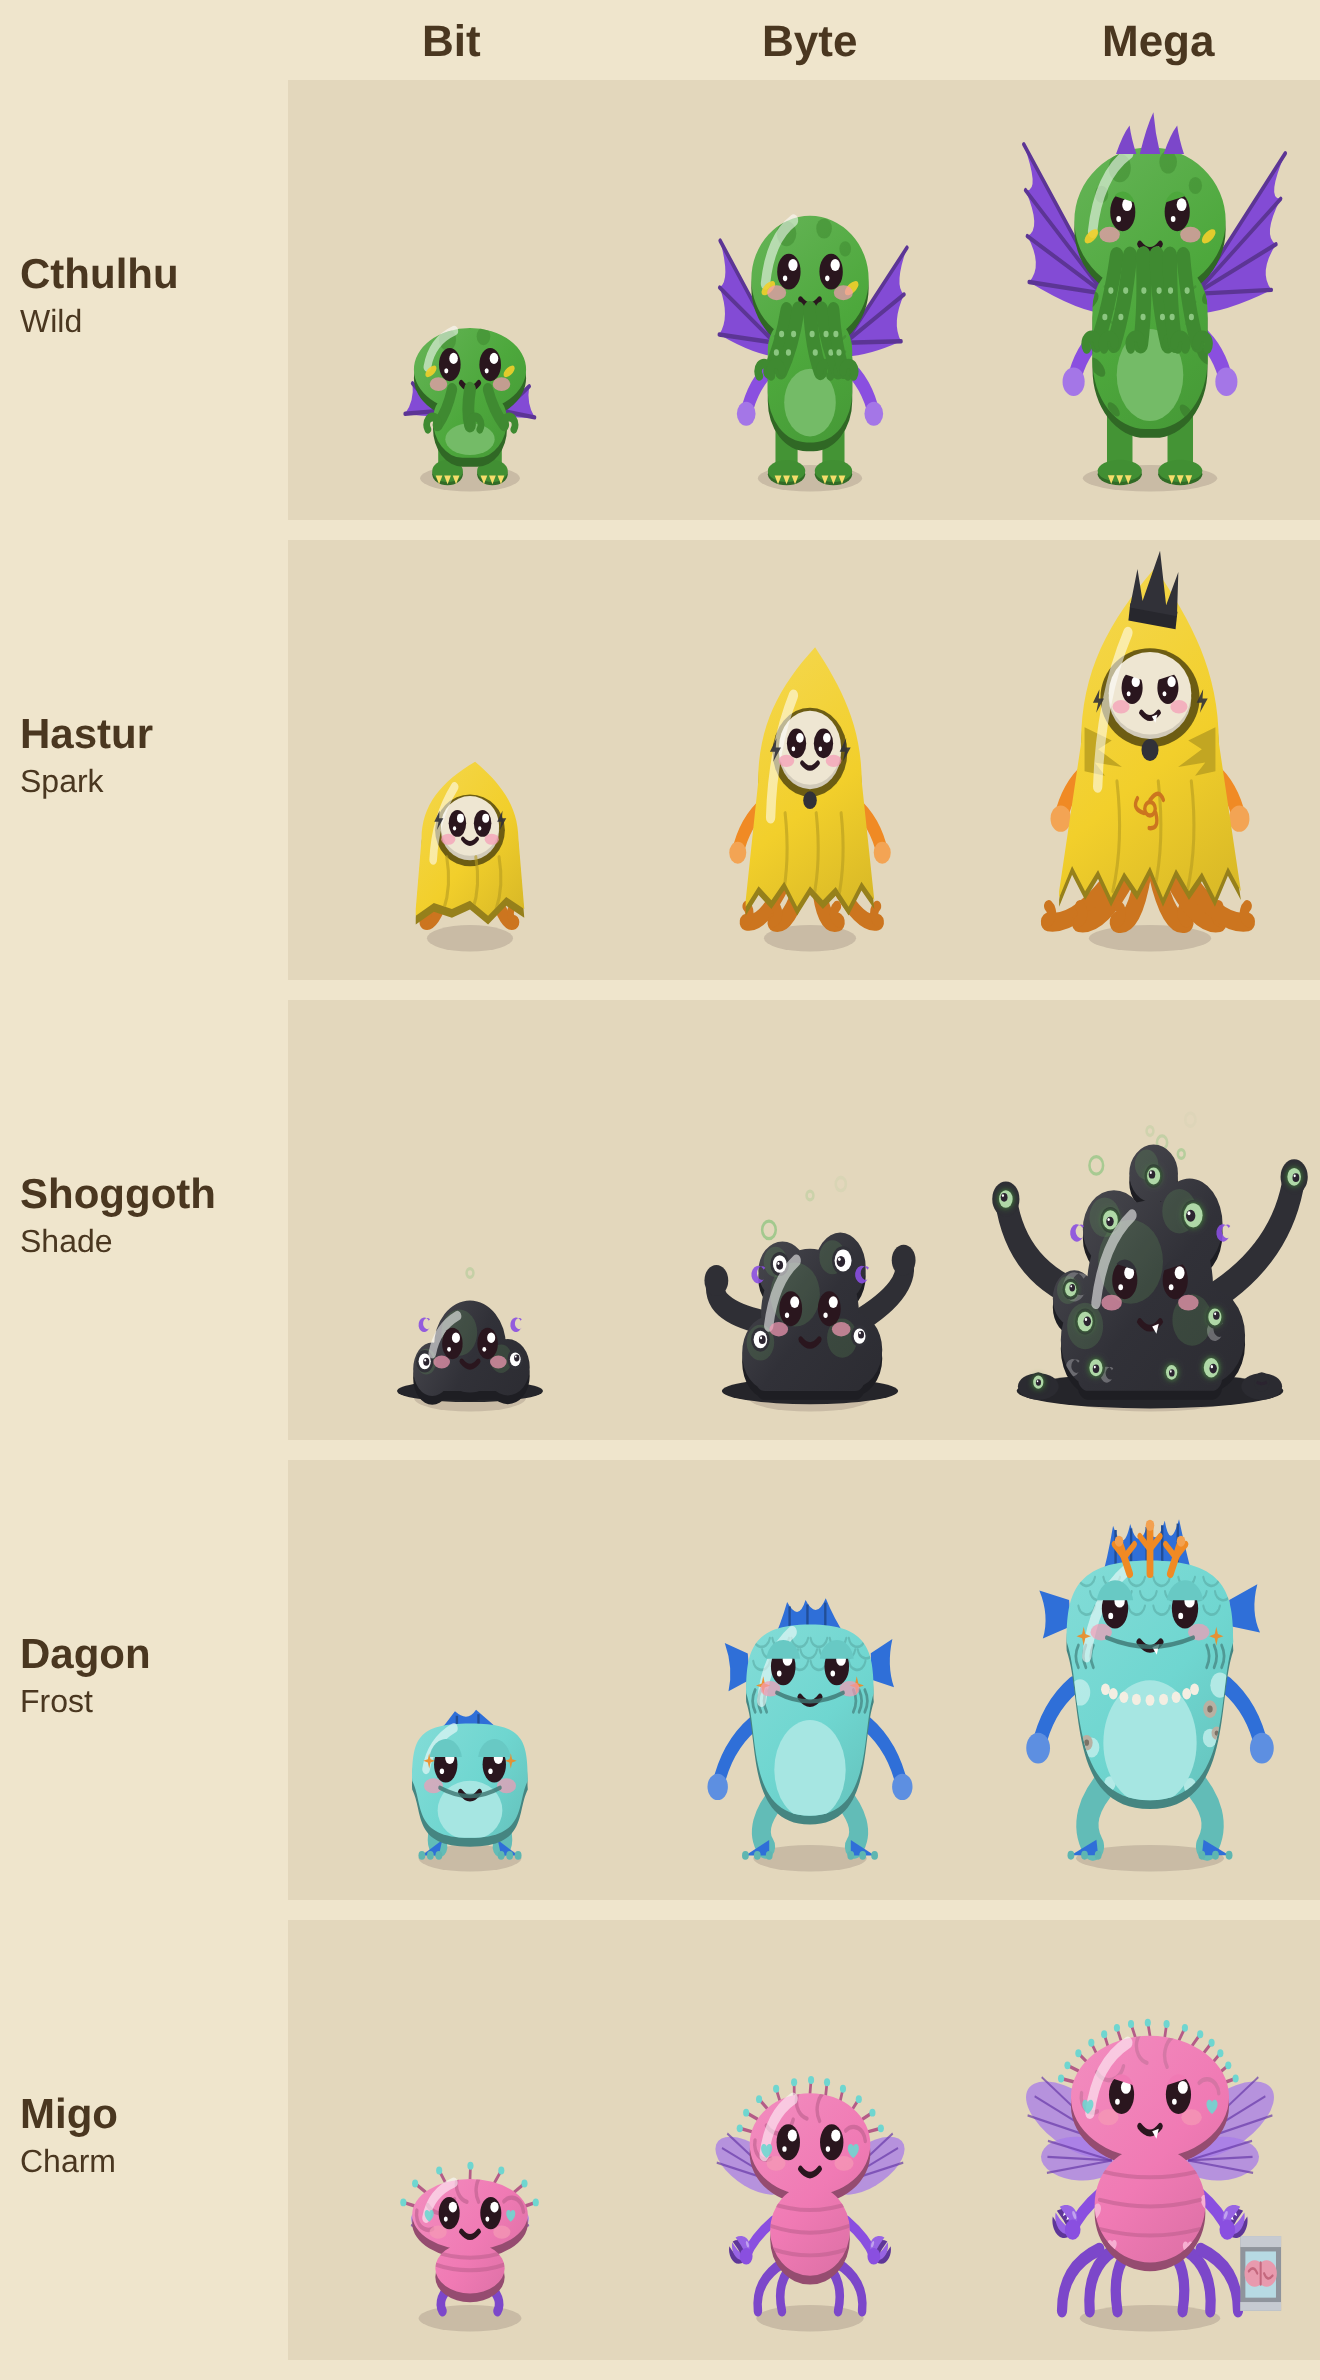 Bit Byte Mega
Cthulhu
Wild
Hastur
Spark
Shoggoth
Shade
Dagon
Frost
Migo
Charm